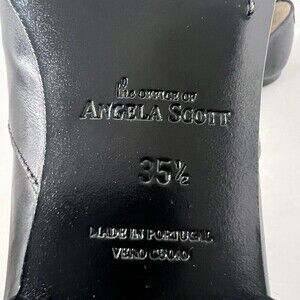 the OFFICE OF
ANGELA SCOTT
35½
MADE IN PORTUGAL
VERO CUOIO